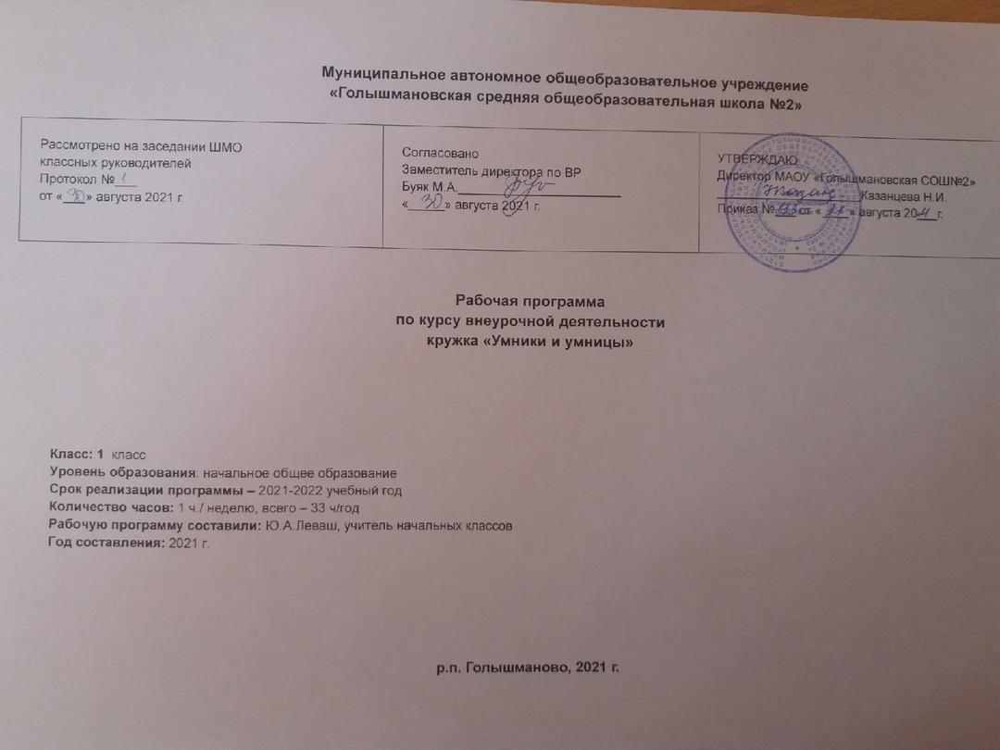 Муниципальное автономное общеобразовательное учреждение
«Голышмановская средняя общеобразовательная школа №2»
Рассмотрено на заседании ШМО
классных руководителей
Протокол № 1
от «30» августа 2021 г.
Согласовано
Заместитель директора по ВР
Буяк М.А.
«30» августа 2021 г.
УТВЕРЖДАЮ
Директор МАОУ «Голышмановская СОШ№2»
Казанцева Н.И.
Приказ № от «31» августа 20 г.
Рабочая программа
по курсу внеурочной деятельности
кружка «Умники и умницы»
Класс: 1 класс
Уровень образования: начальное общее образование
Срок реализации программы – 2021-2022 учебный год
Количество часов: 1 ч./ неделю, всего – 33 ч/год
Рабочую программу составили: Ю.А.Леваш, учитель начальных классов
Год составления: 2021 г.
р.п. Голышманово, 2021 г.